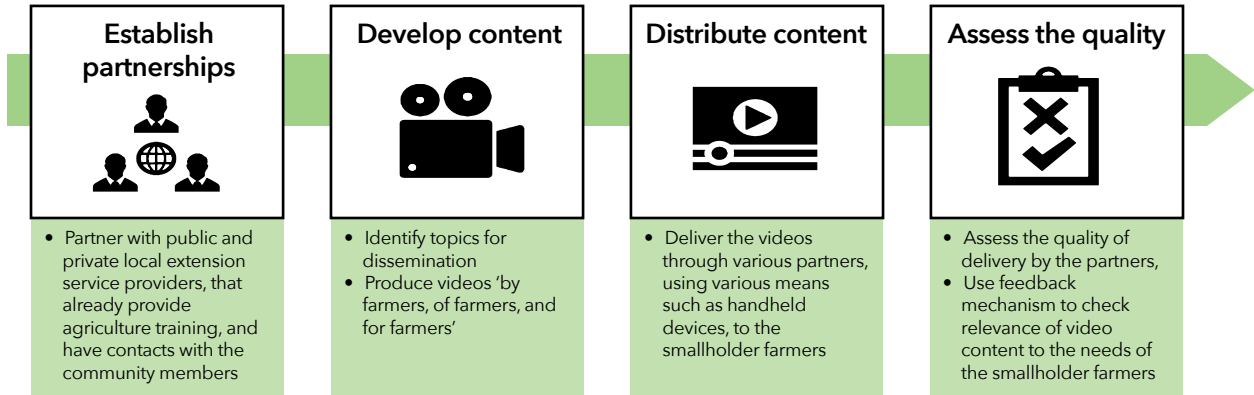 Establish
partnerships
• Partner with public and
private local extension
service providers, that
already provide
agriculture training, and
have contacts with the
community members
Develop content
• Identify topics for
dissemination
• Produce videos ‘by
farmers, of farmers, and
for farmers’
Distribute content
• Deliver the videos
through various partners,
using various means
such as handheld
devices, to the
smallholder farmers
Assess the quality
• Assess the quality of
delivery by the partners,
• Use feedback
mechanism to check
relevance of video
content to the needs of
the smallholder farmers